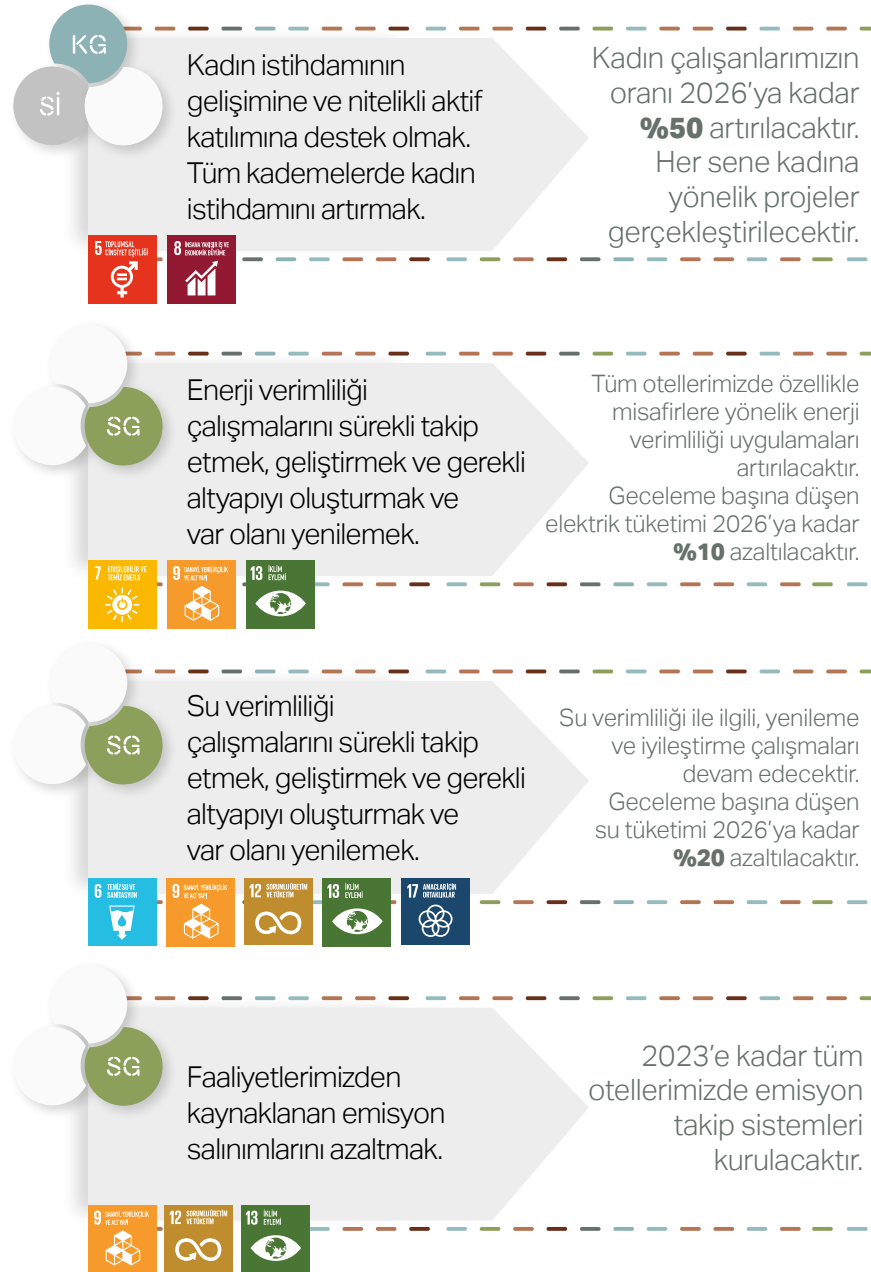 KG
Sİ
Kadın istihdamının
gelişimine ve nitelikli aktif
katılımına destek olmak.
Tüm kademelerde kadın
istihdamını artırmak.
Kadın çalışanlarımızın
oranı 2026'ya kadar
%50 artırılacaktır.
Her sene kadına
yönelik projeler
gerçekleştirilecektir.
5 TOPLUMSAL
CİNSİYET EŞİTLİĞİ
8 İNSANA YAKIŞIR İŞ VE
EKONOMİK BÜYÜME
SG
Enerji verimliliği
çalışmalarını sürekli takip
etmek, geliştirmek ve gerekli
altyapıyı oluşturmak ve
var olanı yenilemek.
Tüm otellerimizde özellikle
misafirlere yönelik enerji
verimliliği uygulamaları
artırılacaktır.
Geceleme başına düşen
elektrik tüketimi 2026'ya kadar
%10 azaltılacaktır.
7 ERİŞİLEBİLİR VE
TEMİZ ENERJİ
9 SANAYİ, YENİLİKÇİLİK
VE ALT YAPI
13 İKLİM
EYLEMİ
SG
Su verimliliği
çalışmalarını sürekli takip
etmek, geliştirmek ve gerekli
altyapıyı oluşturmak ve
var olanı yenilemek.
Su verimliliği ile ilgili, yenileme
ve iyileştirme çalışmaları
devam edecektir.
Geceleme başına düşen
su tüketimi 2026'ya kadar
%20 azaltılacaktır.
6 TEMİZ SU VE
SANİTASYON
9 SANAYİ, YENİLİKÇİLİK
VE ALT YAPI
12 SORUMLU ÜRETİM
VE TÜKETİM
13 İKLİM
EYLEMİ
17 AMAÇLAR İÇİN
ORTAKLIKLAR
SG
Faaliyetlerimizden
kaynaklanan emisyon
salınımlarını azaltmak.
2023'e kadar tüm
otellerimizde emisyon
takip sistemleri
kurulacaktır.
9 SANAYİ, YENİLİKÇİLİK
VE ALT YAPI
12 SORUMLU ÜRETİM
VE TÜKETİM
13 İKLİM
EYLEMİ